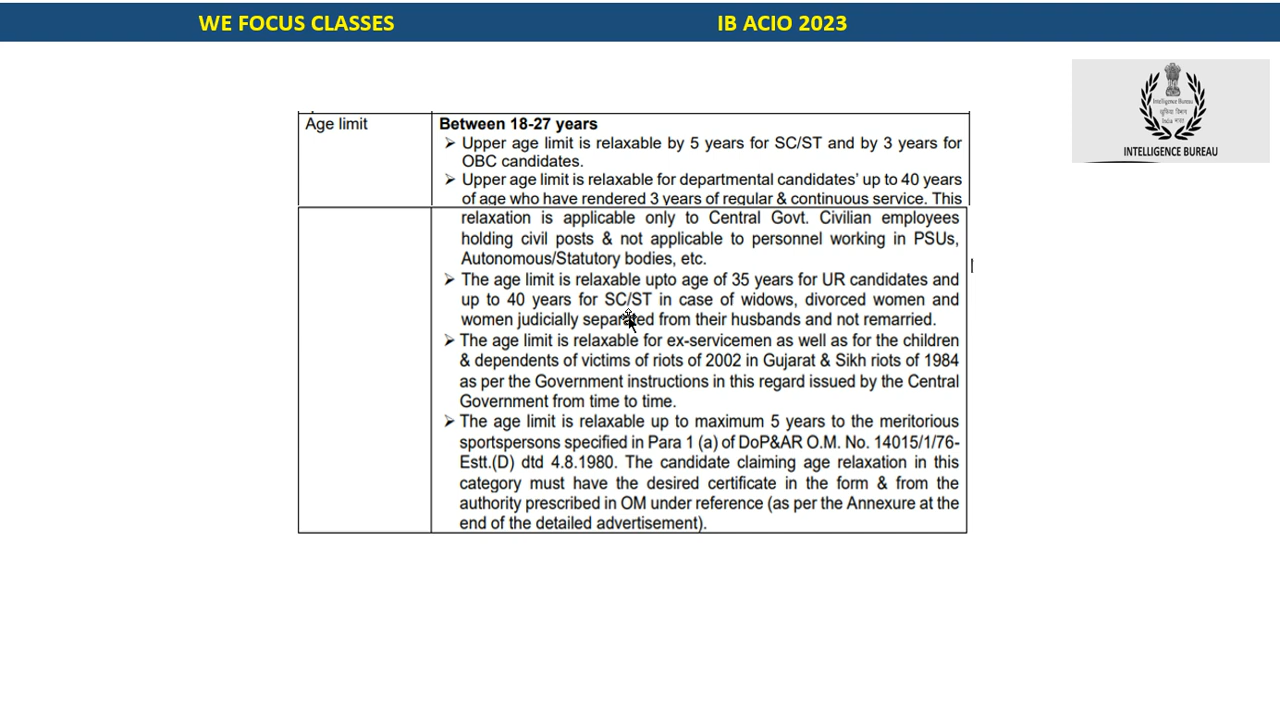 WE FOCUS CLASSES
IB ACIO 2023
Intelligence Bureau
गुप्तचर विभाग
India भारत
INTELLIGENCE BUREAU
Age limit
Between 18-27 years
➢ Upper age limit is relaxable by 5 years for SC/ST and by 3 years for
OBC candidates.
➢ Upper age limit is relaxable for departmental candidates' up to 40 years
of age who have rendered 3 years of regular & continuous service. This
relaxation is applicable only to Central Govt. Civilian employees
holding civil posts & not applicable to personnel working in PSUs,
Autonomous/Statutory bodies, etc.
➢ The age limit is relaxable upto age of 35 years for UR candidates and
up to 40 years for SC/ST in case of widows, divorced women and
women judicially separated from their husbands and not remarried.
➢ The age limit is relaxable for ex-servicemen as well as for the children
& dependents of victims of riots of 2002 in Gujarat & Sikh riots of 1984
as per the Government instructions in this regard issued by the Central
Government from time to time.
➢ The age limit is relaxable up to maximum 5 years to the meritorious
sportspersons specified in Para 1 (a) of DoP&AR O.M. No. 14015/1/76-
Estt.(D) dtd 4.8.1980. The candidate claiming age relaxation in this
category must have the desired certificate in the form & from the
authority prescribed in OM under reference (as per the Annexure at the
end of the detailed advertisement).